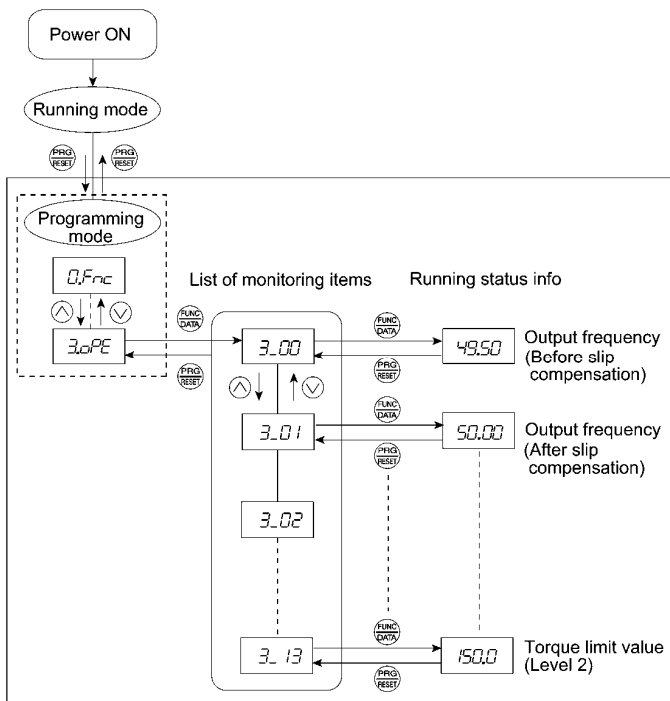 Power ON
Running mode
PRG
RESET
PRG
RESET
Programming
mode
0.Fnc
3.oPE
List of monitoring items
Running status info
FUNC
DATA
PRG
RESET
3_00
FUNC
DATA
PRG
RESET
49.50
Output frequency
(Before slip
compensation)
3_01
FUNC
DATA
PRG
RESET
50.00
Output frequency
(After slip
compensation)
3_02
3_13
FUNC
DATA
PRG
RESET
150.0
Torque limit value
(Level 2)